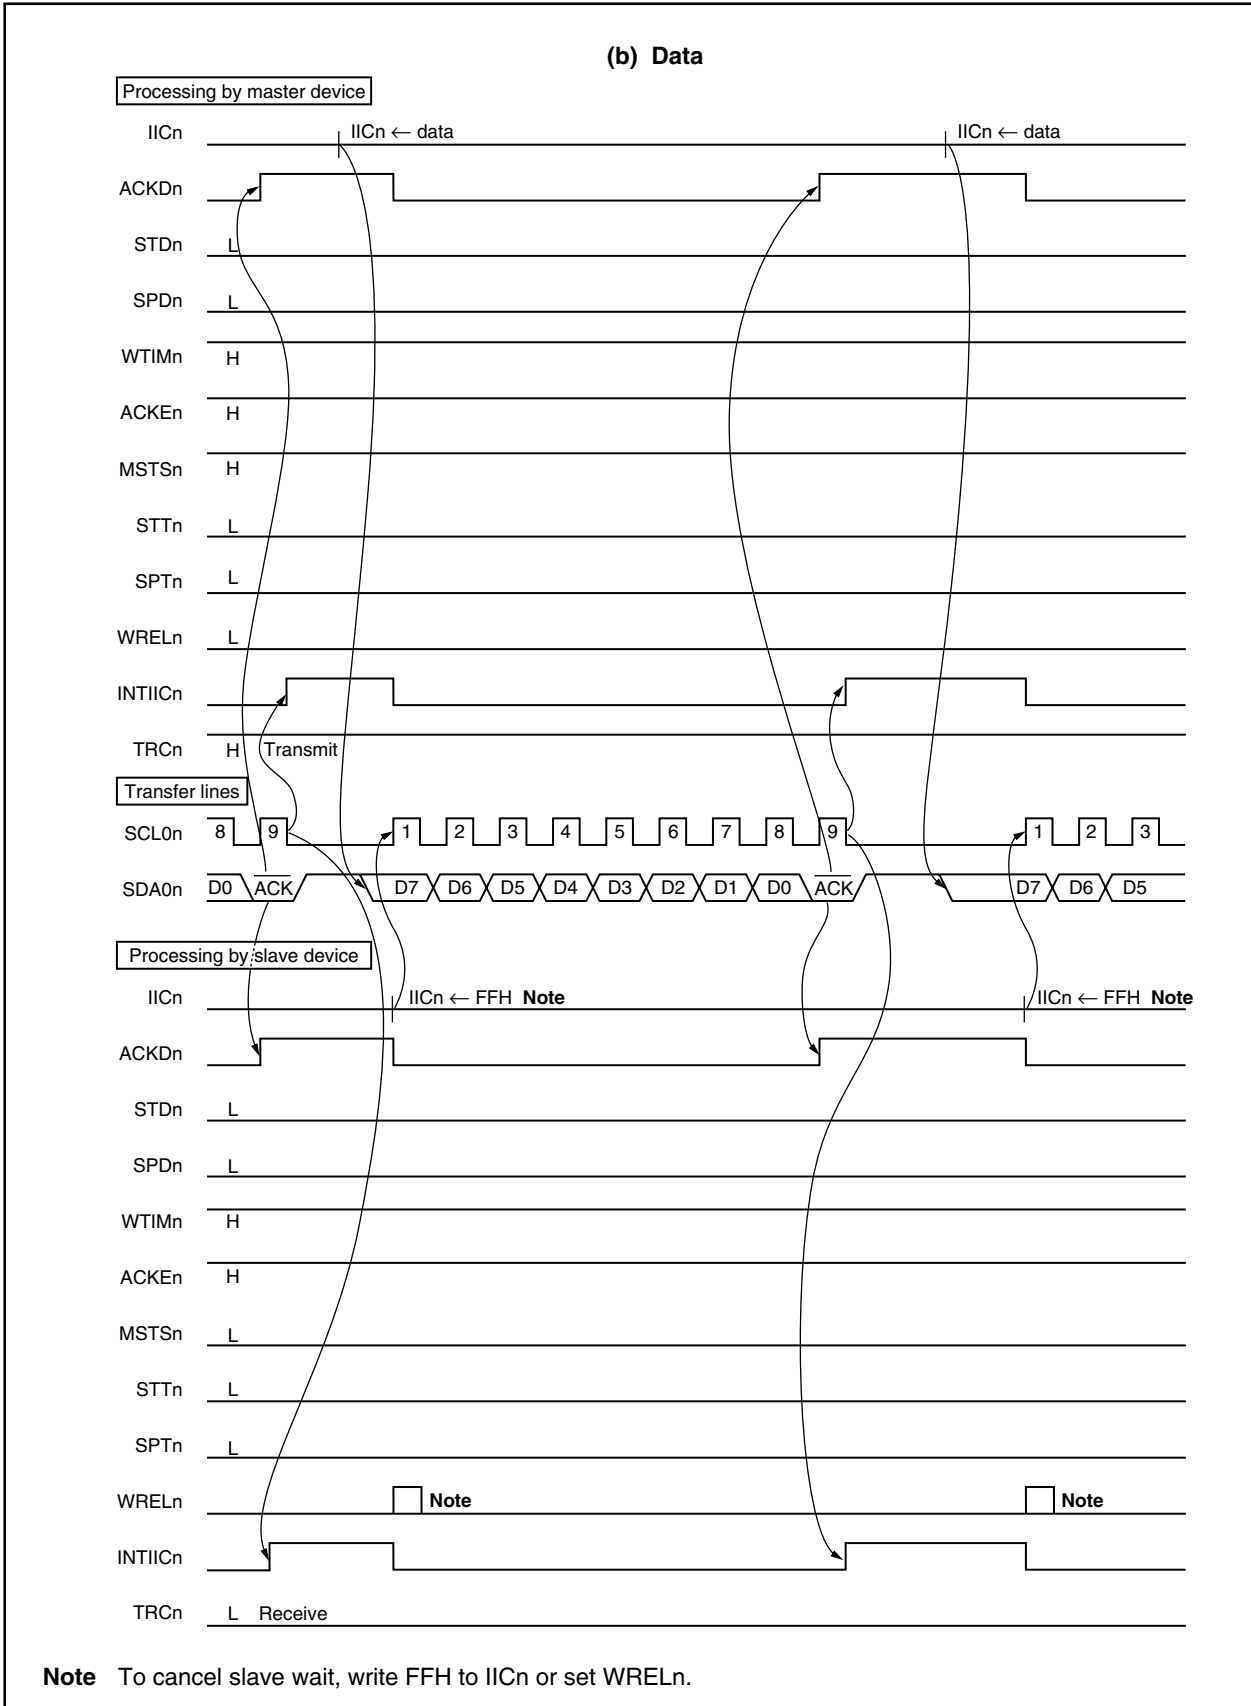 (b) Data
Processing by master device
IICn IICn ← data IICn ← data
ACKDn
STDn L
SPDn L
WTIMn H
ACKEn H
MSTSn H
STTn L
SPTn L
WRELn L
INTIICn
TRCn H Transmit
Transfer lines
SCL0n 8 9 1 2 3 4 5 6 7 8 9 1 2 3
SDA0n D0 ACK D7 D6 D5 D4 D3 D2 D1 D0 ACK D7 D6 D5
Processing by slave device
IICn IICn ← FFH Note IICn ← FFH Note
ACKDn
STDn L
SPDn L
WTIMn H
ACKEn H
MSTSn L
STTn L
SPTn L
WRELn Note Note
INTIICn
TRCn L Receive
Note To cancel slave wait, write FFH to IICn or set WRELn.